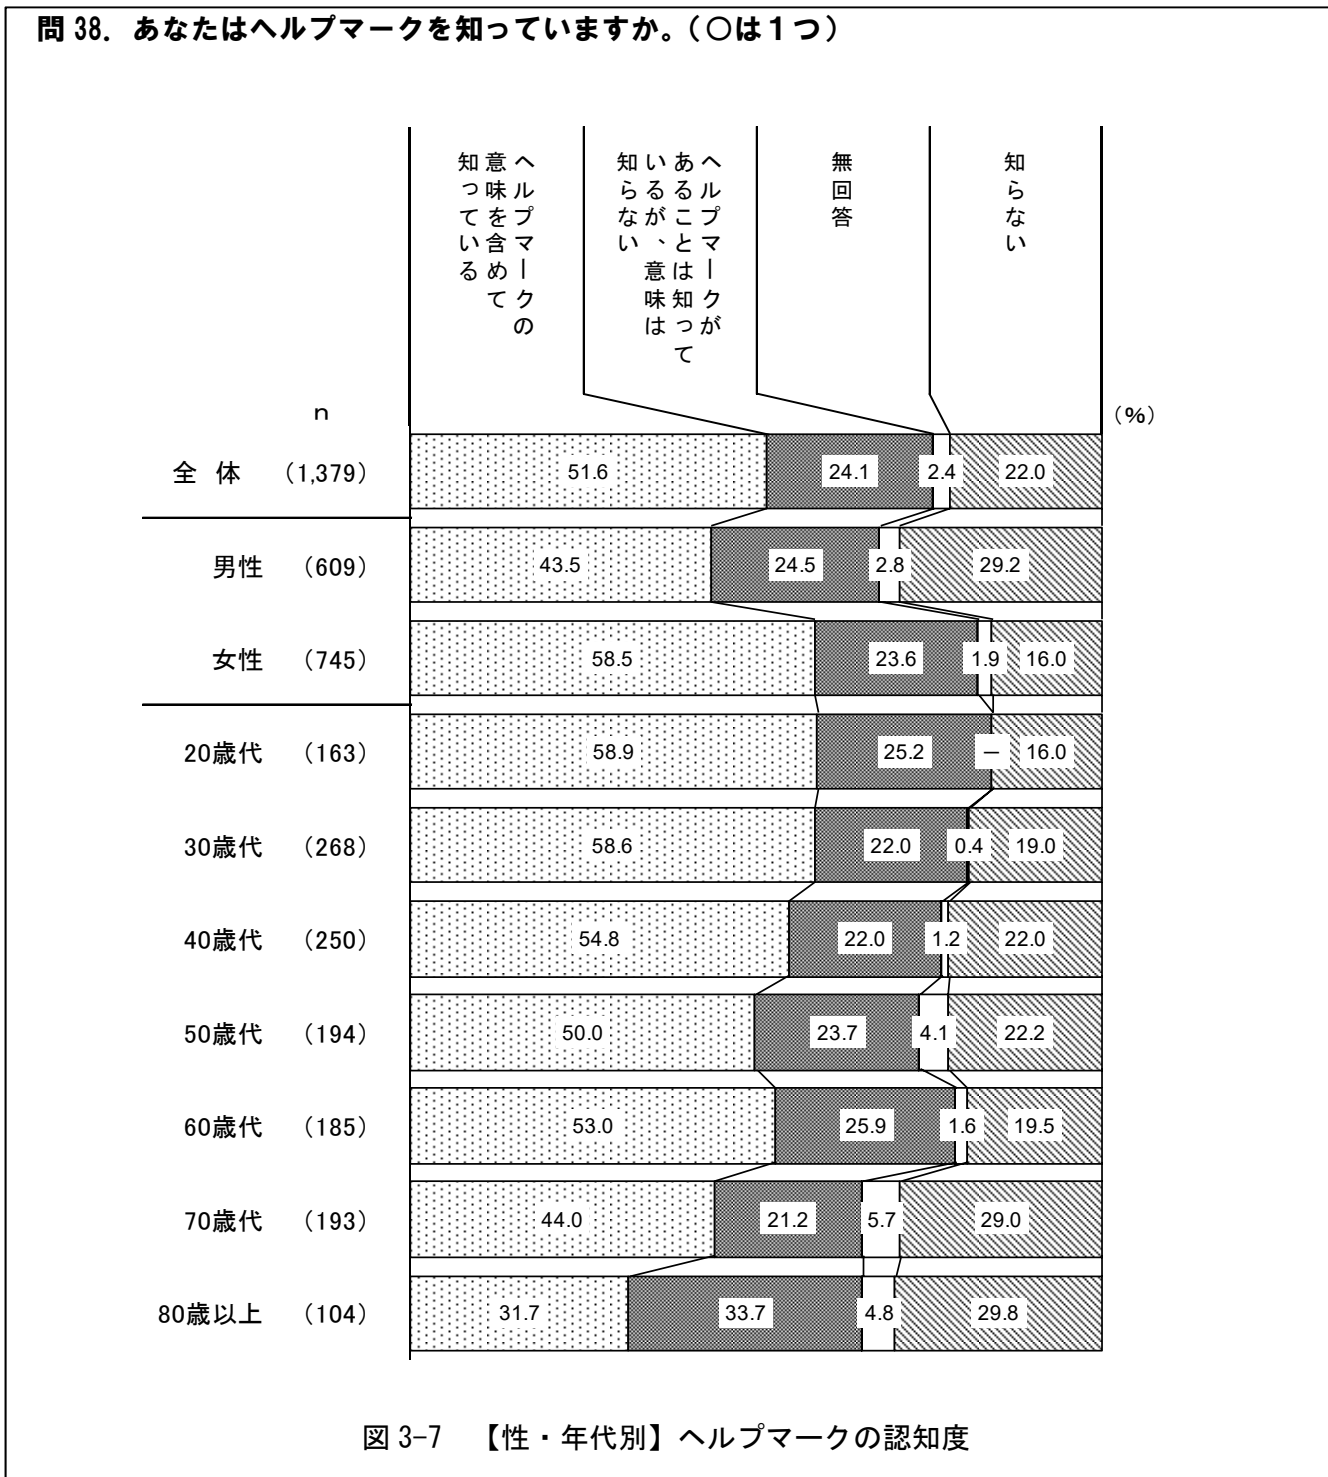 問 38. あなたはヘルプマークを知っていますか。（○は１つ）
ヘルプマークの
意味を含めて
知っている
ヘルプマークが
あることは知って
いるが、意味は
知らない
無回答
知らない
n
（%）
全 体 （1,379） 51.6 24.1 2.4 22.0
男性 （609） 43.5 24.5 2.8 29.2
女性 （745） 58.5 23.6 1.9 16.0
20歳代 （163） 58.9 25.2 － 16.0
30歳代 （268） 58.6 22.0 0.4 19.0
40歳代 （250） 54.8 22.0 1.2 22.0
50歳代 （194） 50.0 23.7 4.1 22.2
60歳代 （185） 53.0 25.9 1.6 19.5
70歳代 （193） 44.0 21.2 5.7 29.0
80歳以上 （104） 31.7 33.7 4.8 29.8
図 3-7 【性・年代別】ヘルプマークの認知度